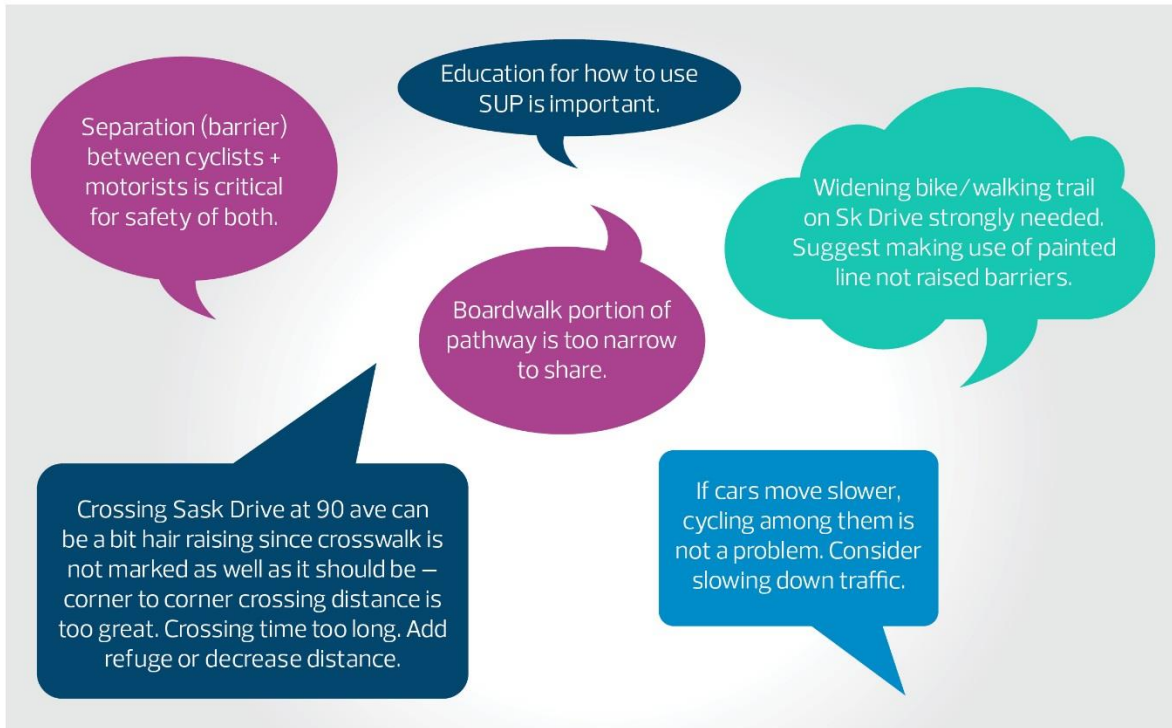 Education for how to use
SUP is important.
Separation (barrier)
between cyclists +
motorists is critical
for safety of both.
Widening bike/walking trail
on Sk Drive strongly needed.
Suggest making use of painted
line not raised barriers.
Boardwalk portion of
pathway is too narrow
to share.
Crossing Sask Drive at 90 ave can
be a bit hair raising since crosswalk is
not marked as well as it should be –
corner to corner crossing distance is
too great. Crossing time too long. Add
refuge or decrease distance.
If cars move slower,
cycling among them is
not a problem. Consider
slowing down traffic.